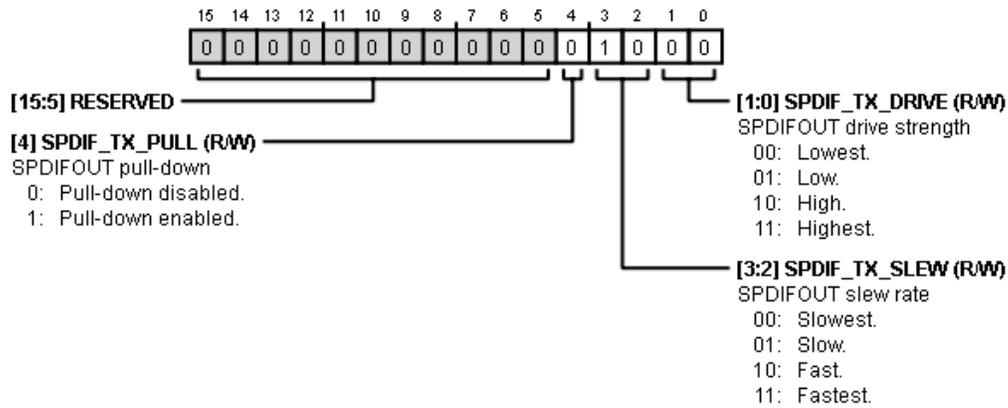 15 14 13 12 11 10 9 8 7 6 5 4 3 2 1 0
0 0 0 0 0 0 0 0 0 0 0 0 1 0 0 0
[15:5] RESERVED
[4] SPDIF_TX_PULL (R/W)
SPDIFOUT pull-down
0: Pull-down disabled.
1: Pull-down enabled.
[1:0] SPDIF_TX_DRIVE (R/W)
SPDIFOUT drive strength
00: Lowest.
01: Low.
10: High.
11: Highest.
[3:2] SPDIF_TX_SLEW (R/W)
SPDIFOUT slew rate
00: Slowest.
01: Slow.
10: Fast.
11: Fastest.